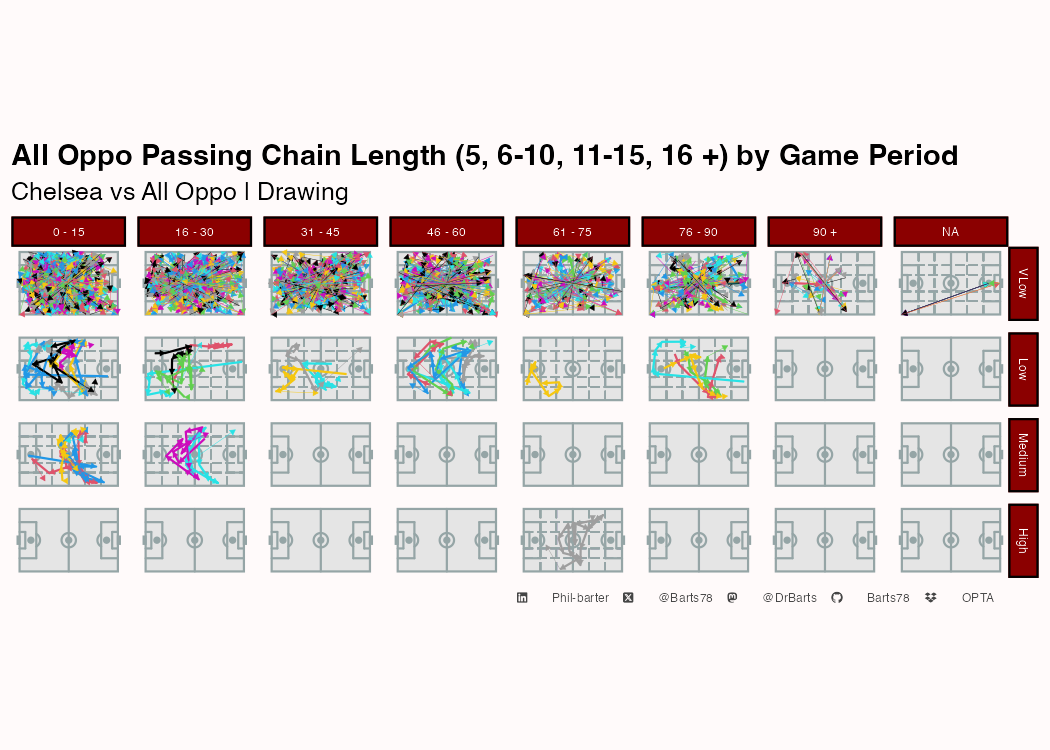 All Oppo Passing Chain Length (5, 6-10, 11-15, 16 +) by Game Period
Chelsea vs All Oppo | Drawing
0 - 15 16 - 30 31 - 45 46 - 60 61 - 75 76 - 90 90 + NA
VLow
Low
Medium
High
Phil-barter @Barts78 @DrBarts Barts78 OPTA